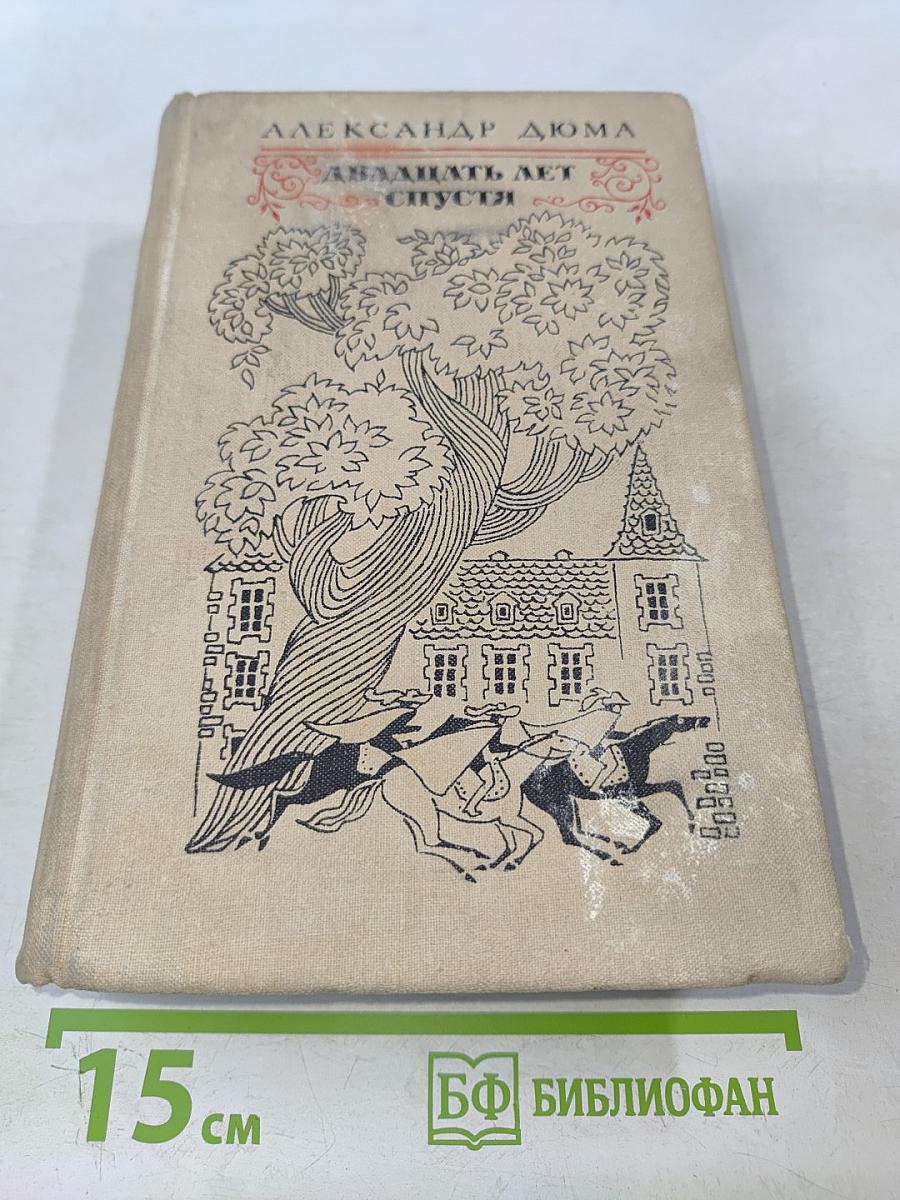 АЛЕКСАНДР ДЮМА
ДВАДЦАТЬ ЛЕТ
СПУСТЯ
15 см
БФ БИБЛИОФАН